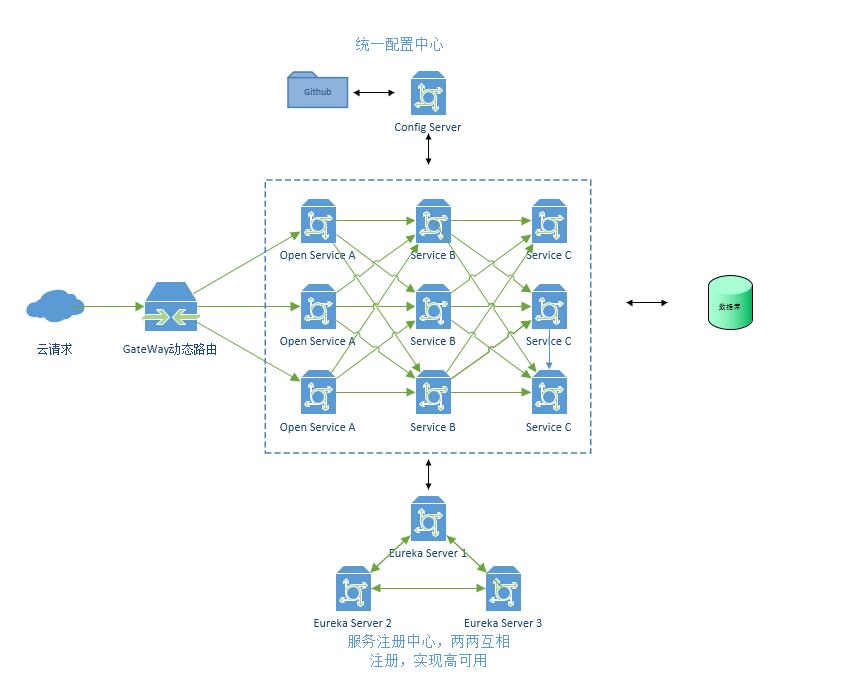 统一配置中心
Github
Config Server
Open Service A
Service B
Service C
云请求
GateWay动态路由
Open Service A
Service B
Service C
数据库
Open Service A
Service B
Service C
Eureka Server 1
Eureka Server 2
Eureka Server 3
服务注册中心，两两互相
注册，实现高可用